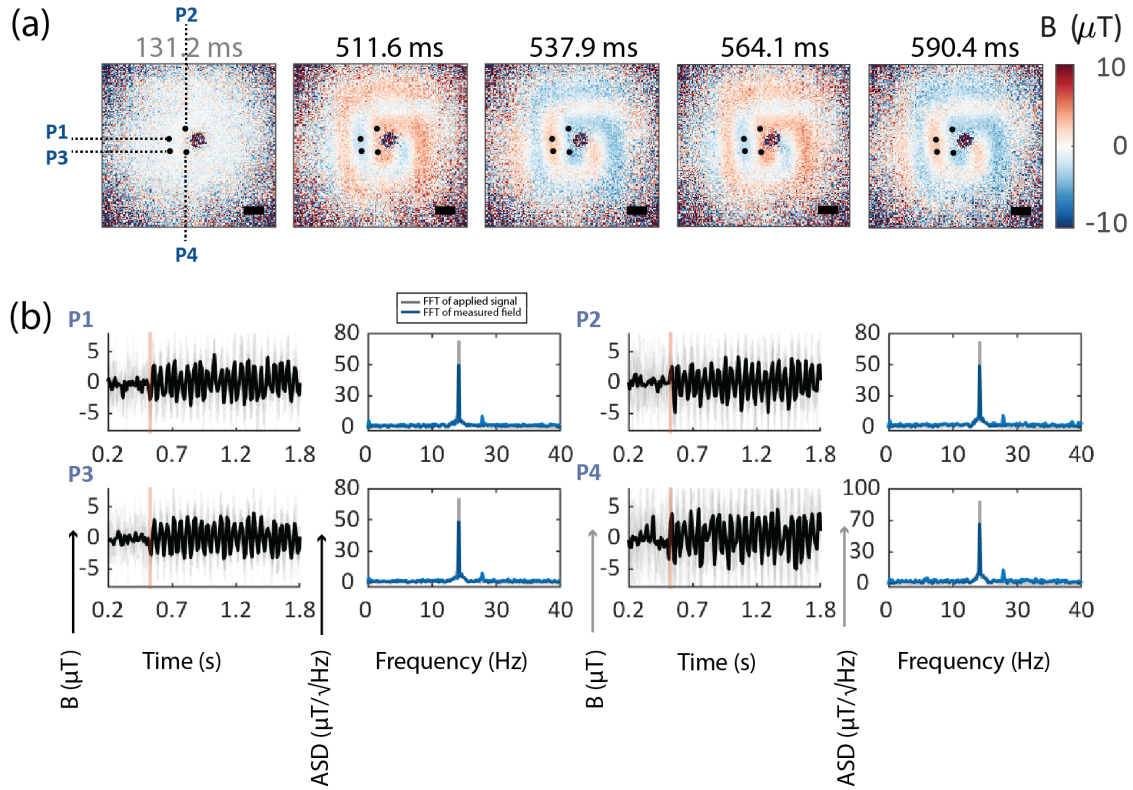 (a)
P2
B (μT)
131.2 ms 511.6 ms 537.9 ms 564.1 ms 590.4 ms
10
P1
P3
0
-10
P4
(b)
FFT of applied signal
FFT of measured field
P1
5
0
-5
0.2 0.7 1.2 1.8
80
50
30
0
0 10 30 40
P2
5
0
-5
0.2 0.7 1.2 1.8
80
50
30
0
0 10 30 40
P3
5
0
-5
0.2 0.7 1.2 1.8
80
50
30
0
0 10 30 40
P4
5
0
-5
0.2 0.7 1.2 1.8
100
70
30
0
0 10 30 40
B (μT)
Time (s)
ASD (μT/√Hz)
Frequency (Hz)
B (μT)
Time (s)
ASD (μT/√Hz)
Frequency (Hz)